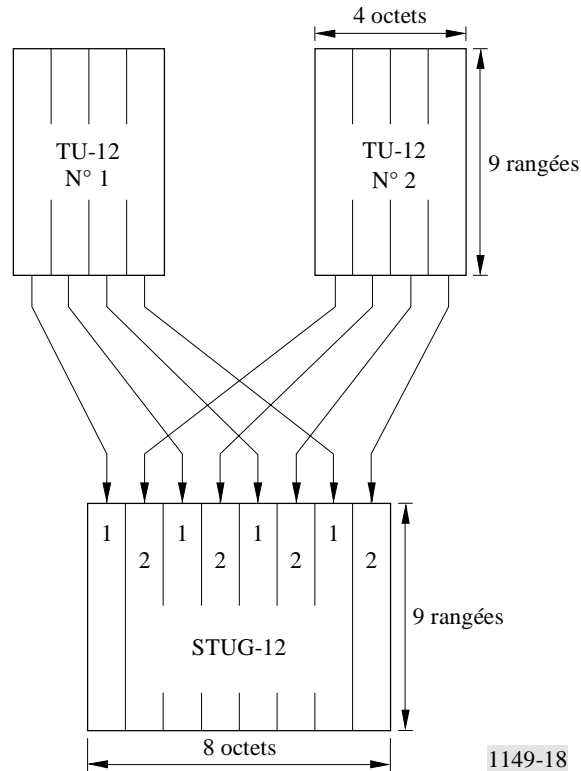 4 octets
TU-12
N° 1
TU-12
N° 2
9 rangées
1 2 1 2 1 2 1 2
STUG-12
9 rangées
8 octets
1149-18